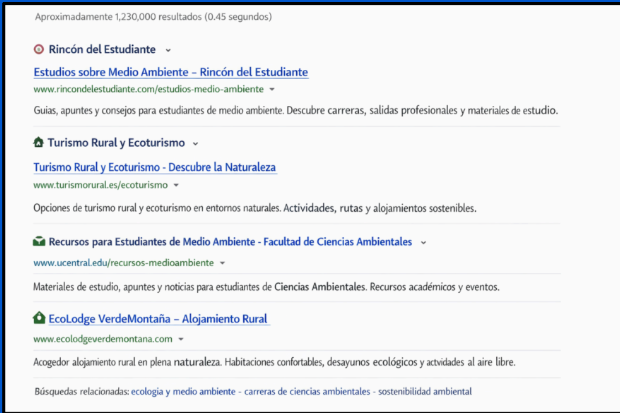 Aproximadamente 1,230,000 resultados (0.45 segundos)
Rincón del Estudiante
Estudios sobre Medio Ambiente – Rincón del Estudiante
www.rincondelestudiante.com/estudios-medio-ambiente
Guias, apuntes y consejos para estudiantes de medio ambiente. Descubre carreras, salidas profesionales y materiales de estudio.
Turismo Rural y Ecoturismo
Turismo Rural y Ecoturismo - Descubre la Naturaleza
www.turismorural.es/ecoturismo
Opciones de turismo rural y ecoturismo en entornos naturales. Actividades, rutas y alojamientos sostenibles.
Recursos para Estudiantes de Medio Ambiente - Facultad de Ciencias Ambientales
www.ucentral.edu/recursos-medioambiente
Materiales de estudio, apuntes y noticias para estudiantes de Ciencias Ambientales. Recursos académicos y eventos.
EcoLodge VerdeMontaña – Alojamiento Rural
www.ecolodgeverdemontana.com
Acogedor alojamiento rural en plena naturaleza. Habitaciones confortables, desayunos ecológicos y actvidades al aire libre.
Búsquedas relacionadas: ecologia y medio ambiente - carreras de ciencias ambientales - sostenibilidad ambiental